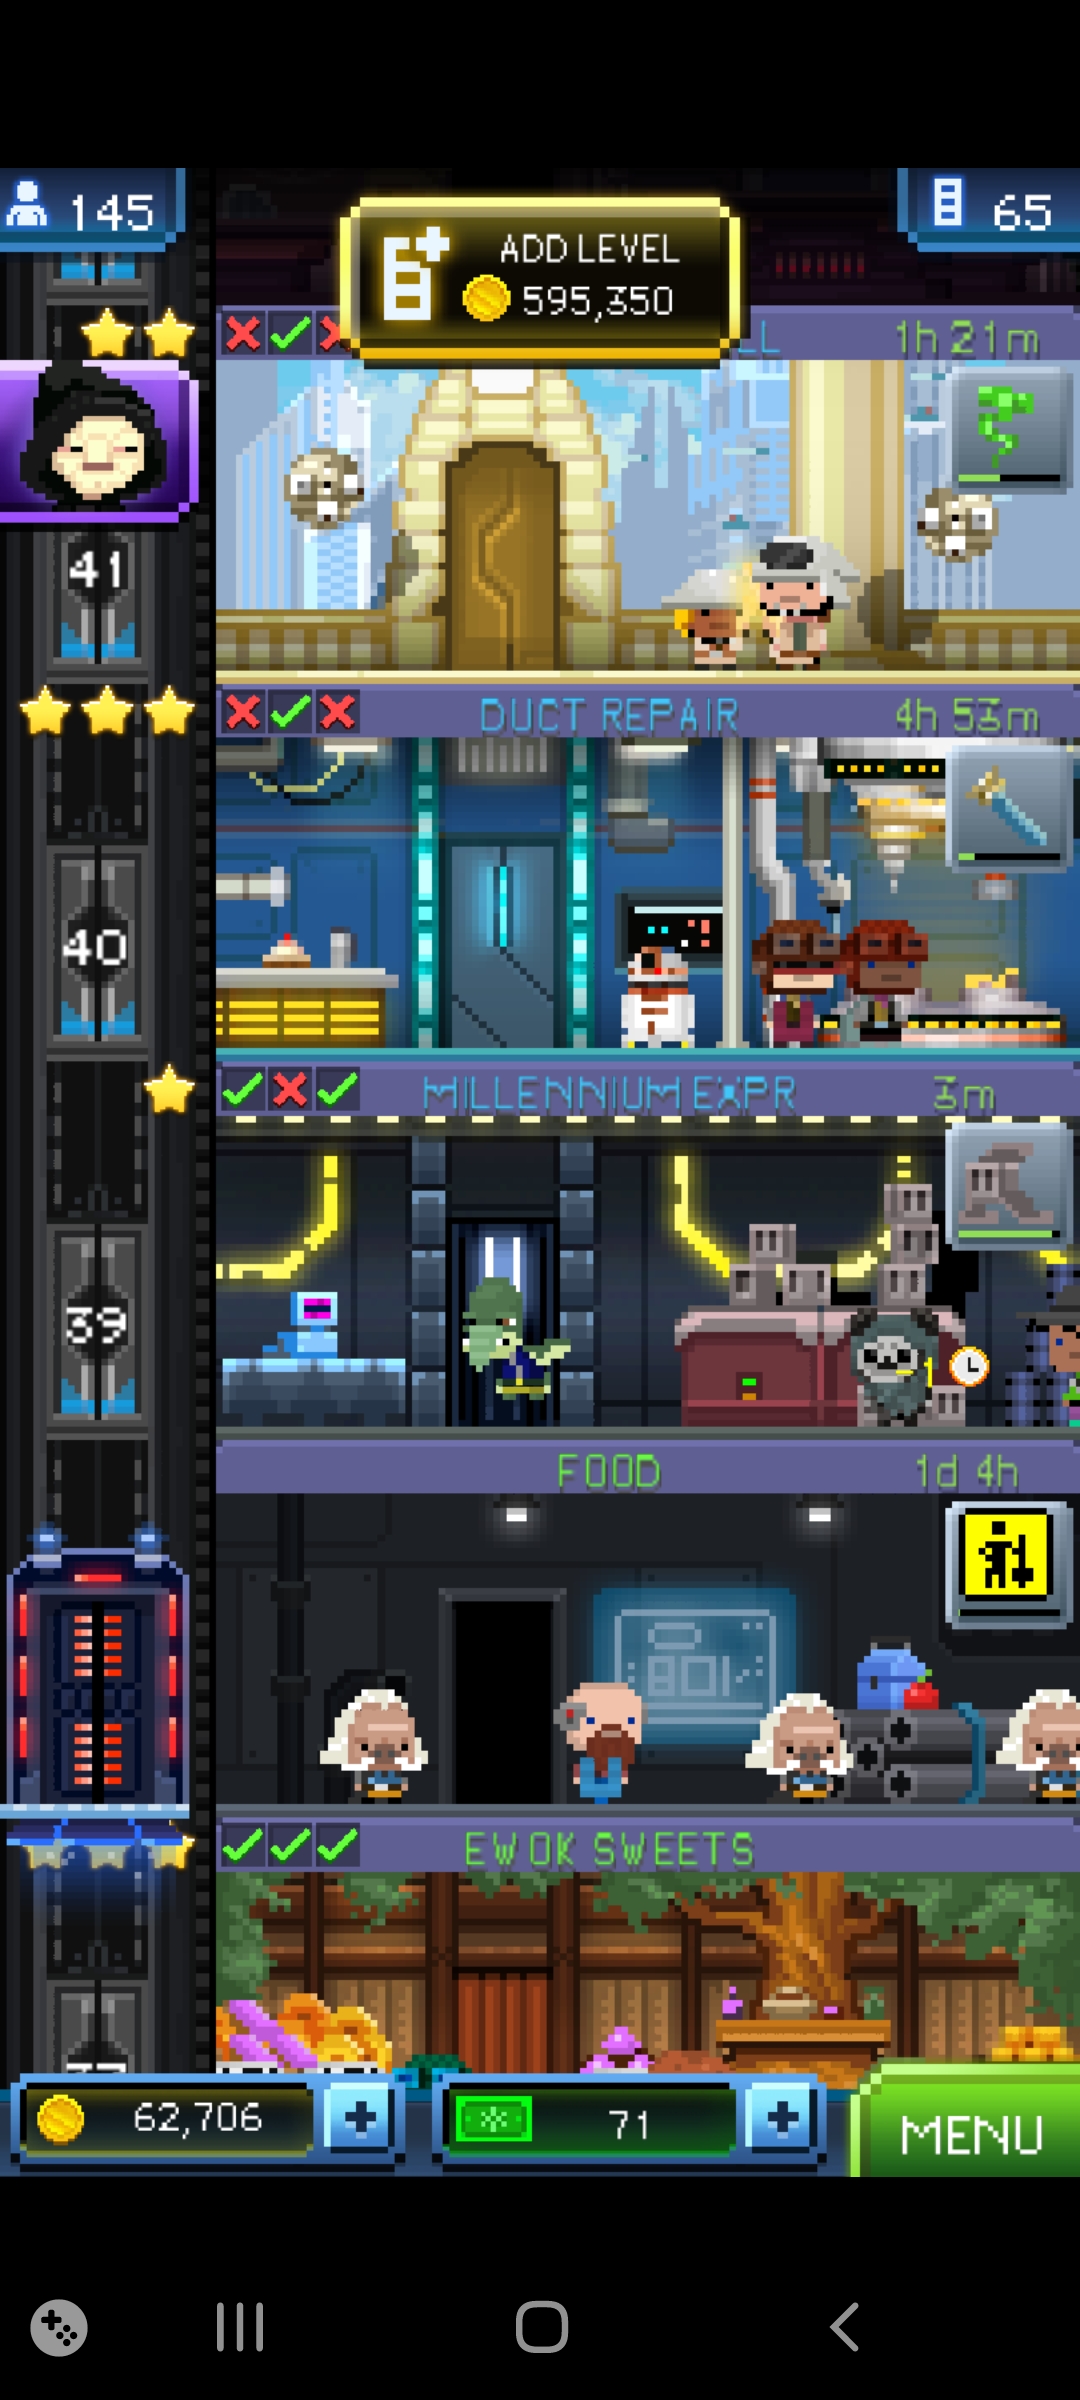 145
ADD LEVEL
595,350
65
LL
1h 21m
41
DUCT REPAIR
4h 53m
40
MILLENNIUM EXPR
3m
39
FOOD
1d 4h
EWOK SWEETS
62,706
71
MENU